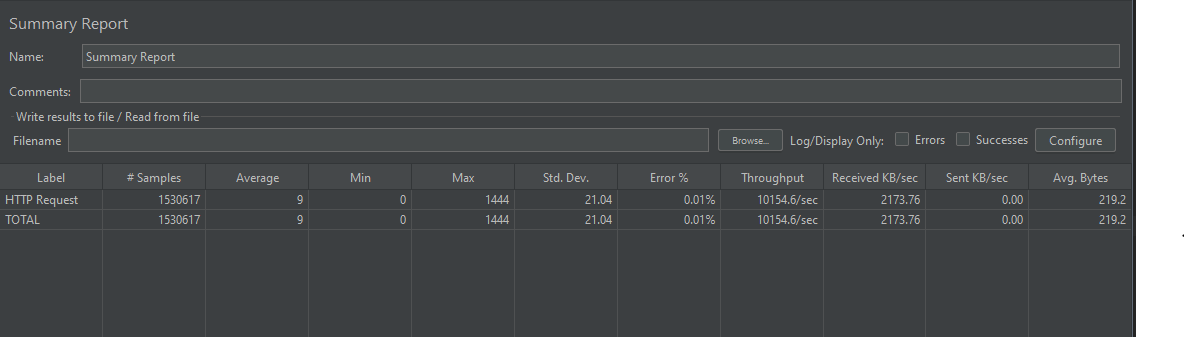 Summary Report
Name: Summary Report
Comments:
Write results to file / Read from file
Filename Browse... Log/Display Only: Errors Successes Configure
Label # Samples Average Min Max Std. Dev. Error % Throughput Received KB/sec Sent KB/sec Avg. Bytes
HTTP Request 1530617 9 0 1444 21.04 0.01% 10154.6/sec 2173.76 0.00 219.2
TOTAL 1530617 9 0 1444 21.04 0.01% 10154.6/sec 2173.76 0.00 219.2